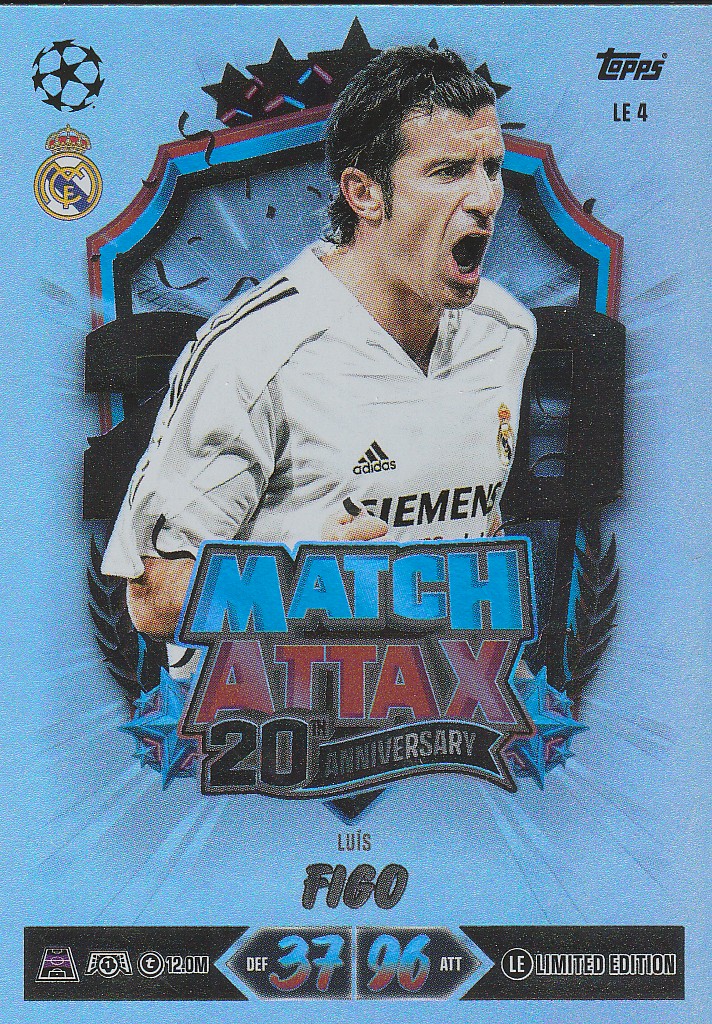 TOPPS
LE 4
adidas
SIEMENS
MATCH
ATTAX
20TH ANNIVERSARY
LUÍS
FIGO
1 t 12.0M DEF 37 96 ATT LE LIMITED EDITION